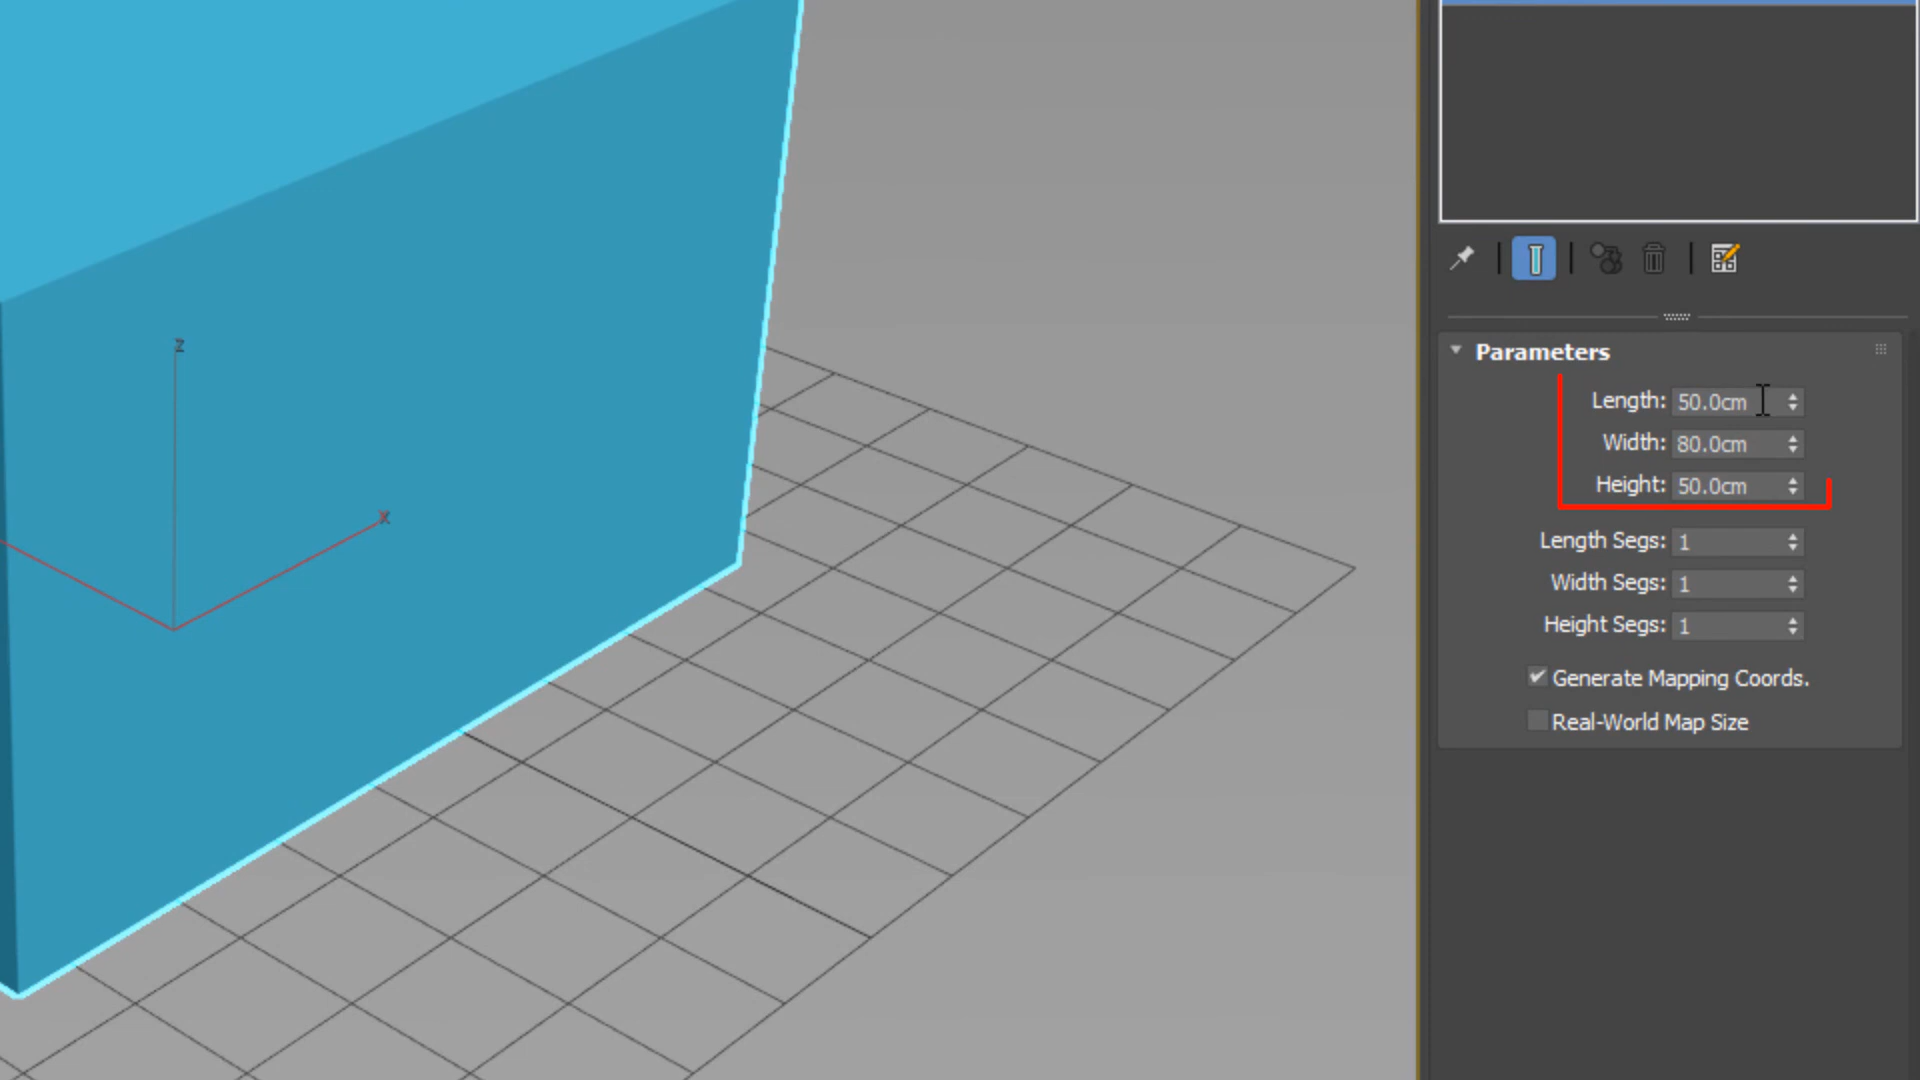 z
x
Parameters
Length: 50.0cm
Width: 80.0cm
Height: 50.0cm
Length Segs: 1
Width Segs: 1
Height Segs: 1
Generate Mapping Coords.
Real-World Map Size